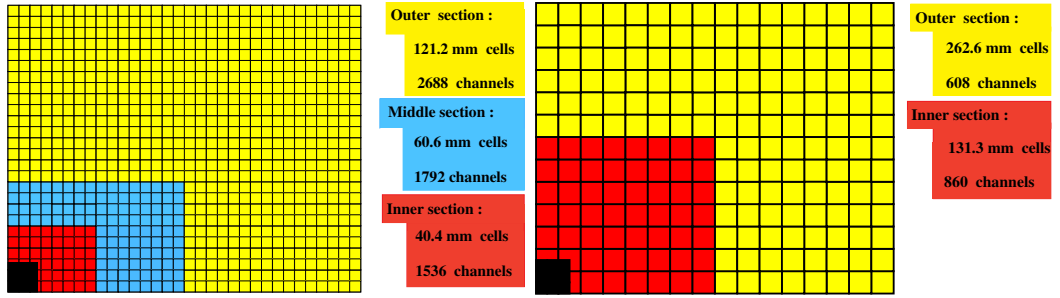 Outer section :
121.2 mm cells
2688 channels
Middle section :
60.6 mm cells
1792 channels
Inner section :
40.4 mm cells
1536 channels
Outer section :
262.6 mm cells
608 channels
Inner section :
131.3 mm cells
860 channels